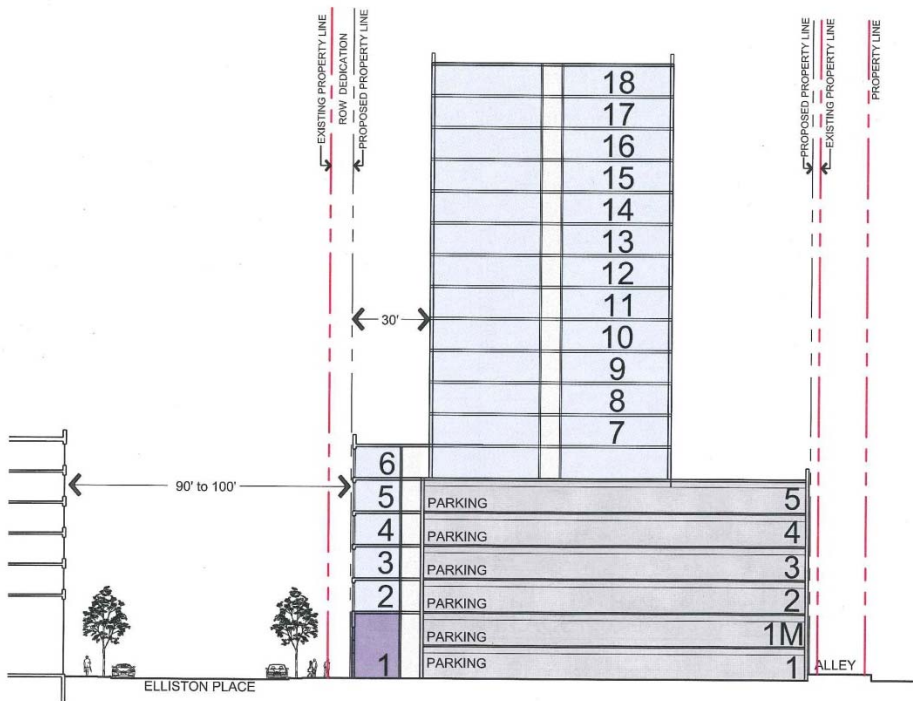 EXISTING PROPERTY LINE
ROW DEDICATION
PROPOSED PROPERTY LINE
PROPOSED PROPERTY LINE
EXISTING PROPERTY LINE
PROPERTY LINE
18
17
16
15
14
13
12
11
30'
10
9
8
7
6
90' to 100'
5
PARKING
5
4
PARKING
4
3
PARKING
3
2
PARKING
2
PARKING
1M
1
PARKING
1
ALLEY
ELLISTON PLACE